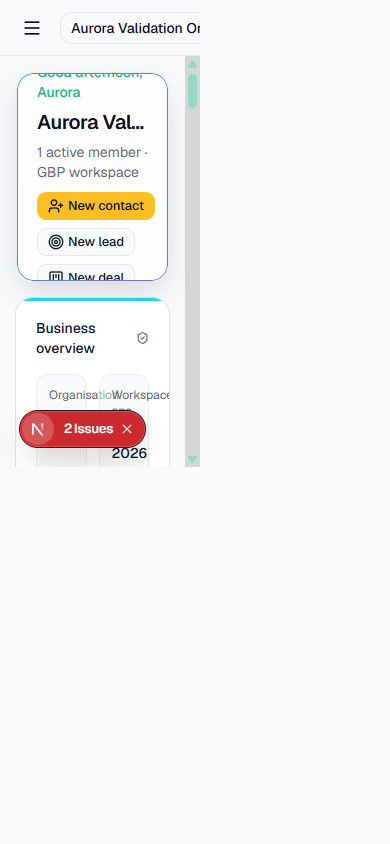 Aurora Validation Or
Good afternoon,
Aurora
Aurora Val...
1 active member ·
GBP workspace
New contact
New lead
New deal
Business
overview
Organisation
Workspace
2026
2 Issues